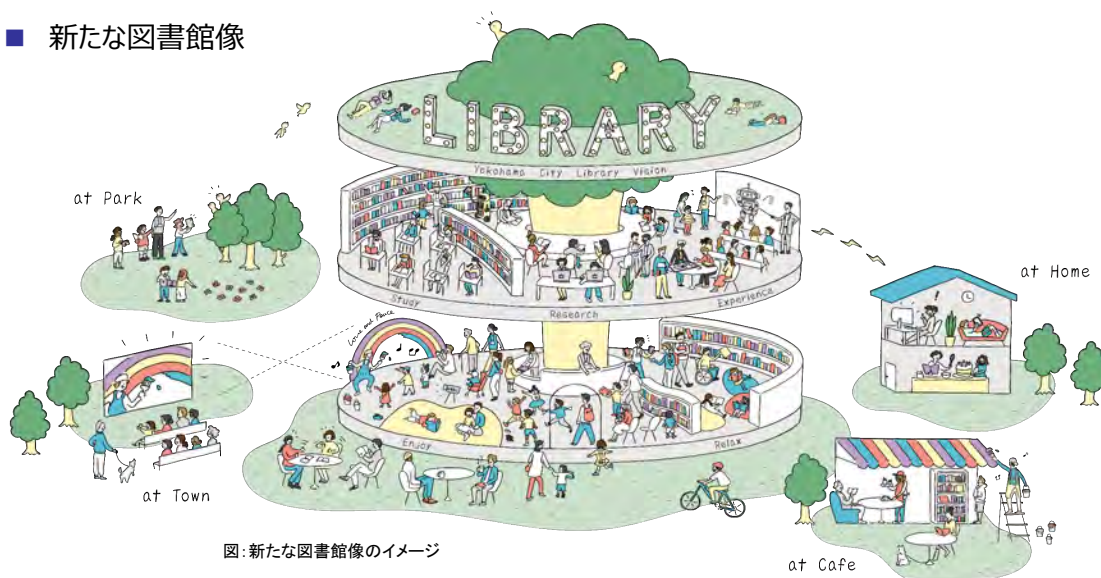 ■ 新たな図書館像
LIBRARY
Yokohama City Library Vision
at Park
at Home
Study
Research
Experience
Love and Peace
Enjoy
Relax
at Town
at Cafe
図：新たな図書館像のイメージ